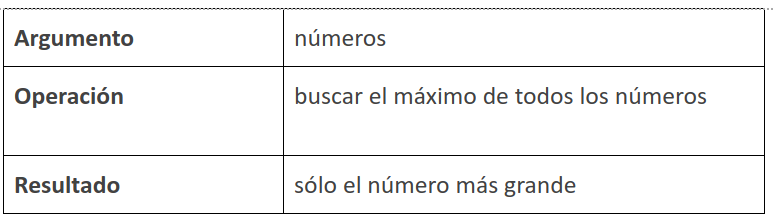 Argumento números
Operación buscar el máximo de todos los números
Resultado sólo el número más grande